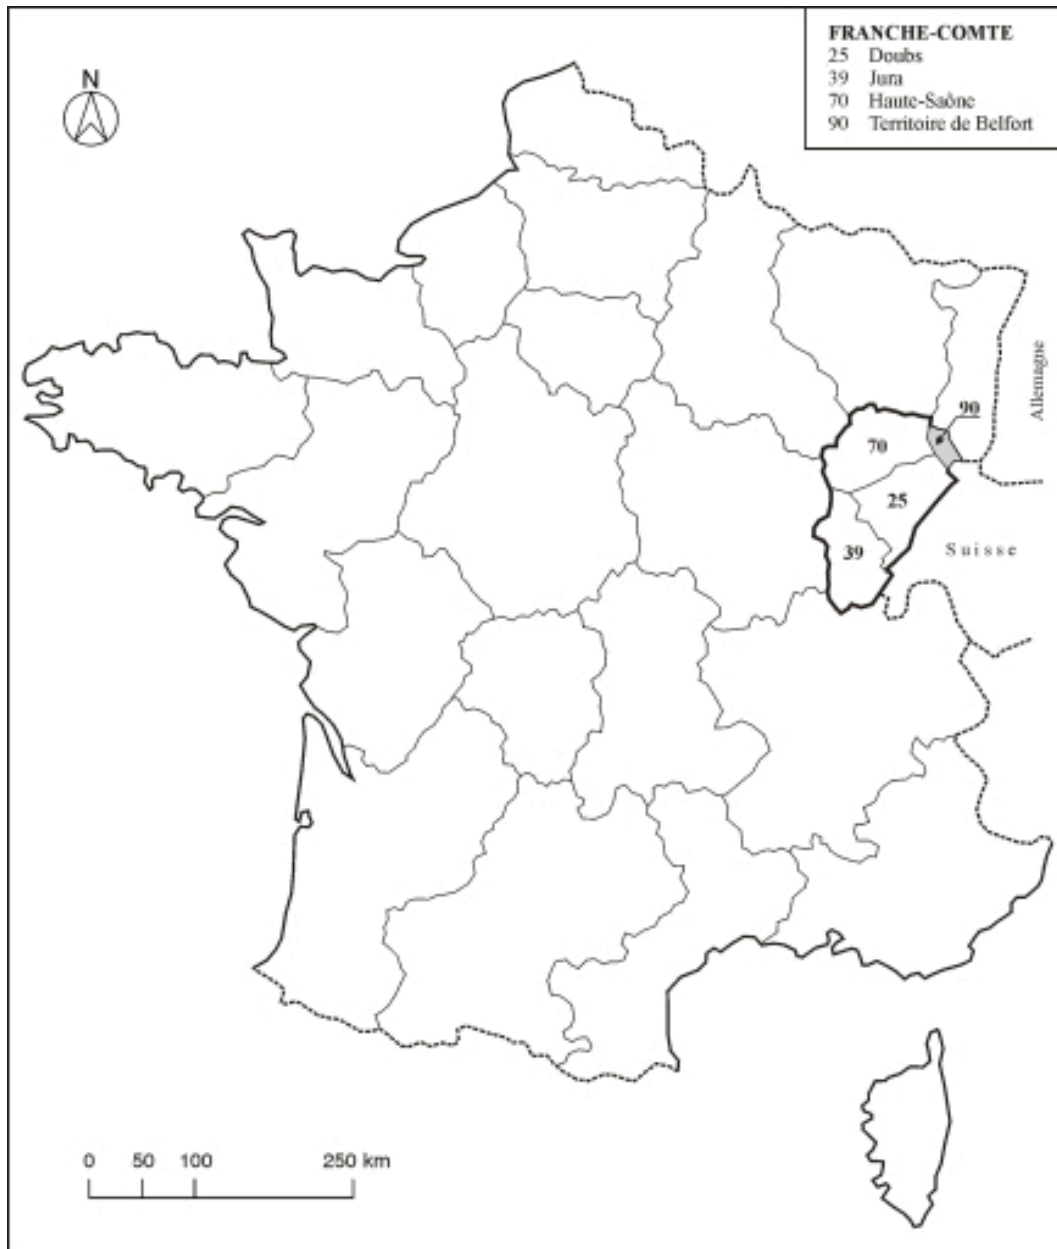 FRANCHE-COMTE
25 Doubs
39 Jura
70 Haute-Saône
90 Territoire de Belfort
N
Allemagne
90
70
25
39
Suisse
0 50 100 250 km